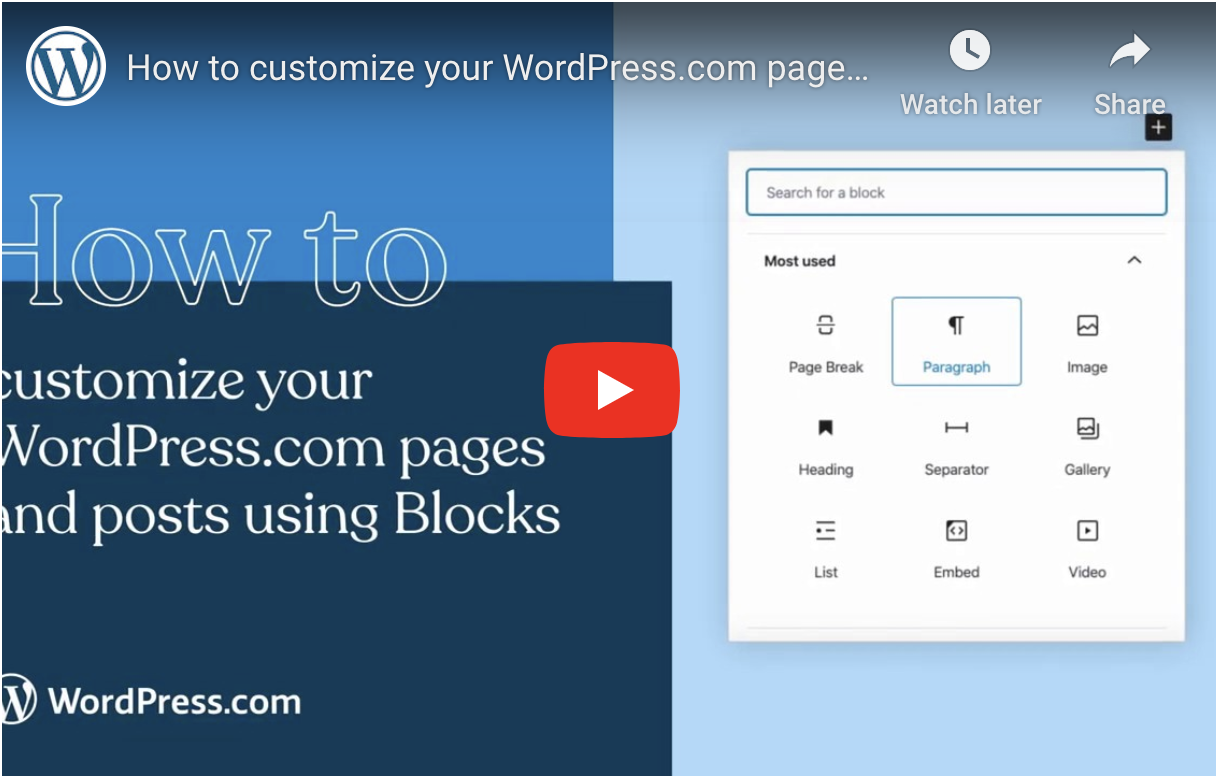 How to customize your WordPress.com page...
Watch later
Share
How to
customize your
WordPress.com pages
and posts using Blocks
WordPress.com
Search for a block
Most used
Page Break
Paragraph
Image
Heading
Separator
Gallery
List
Embed
Video